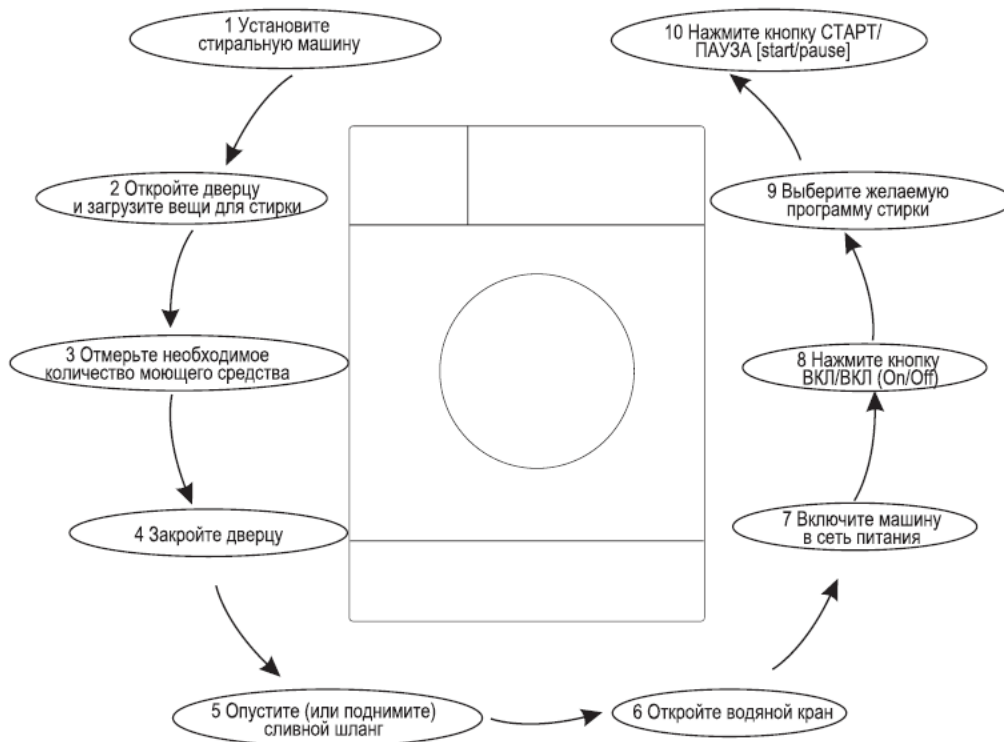 1 Установите
стиральную машину
2 Откройте дверцу
и загрузите вещи для стирки
3 Отмерьте необходимое
количество моющего средства
4 Закройте дверцу
5 Опустите (или поднимите)
сливной шланг
6 Откройте водяной кран
7 Включите машину
в сеть питания
8 Нажмите кнопку
ВКЛ/ВКЛ (On/Off)
9 Выберите желаемую
программу стирки
10 Нажмите кнопку СТАРТ/
ПАУЗА [start/pause]